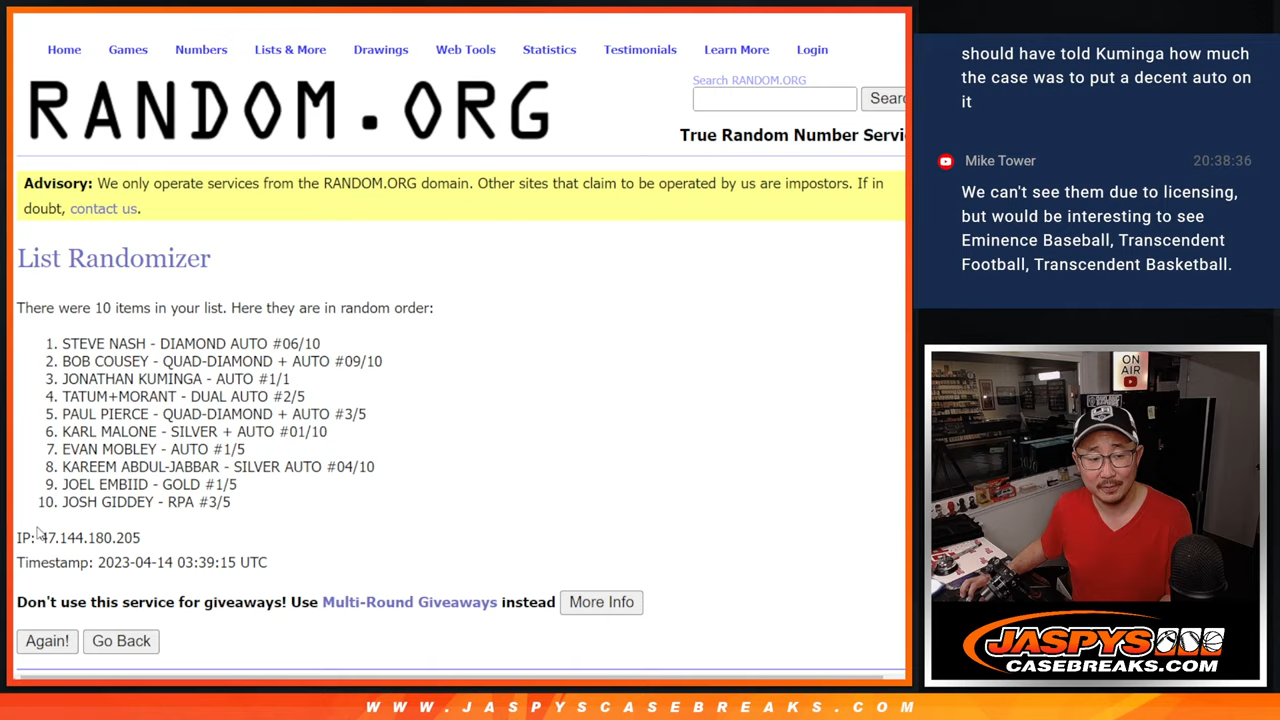 Home Games Numbers Lists & More Drawings Web Tools Statistics Testimonials Learn More Login
RANDOM.ORG
Search RANDOM.ORG
Searc
True Random Number Servi
Advisory: We only operate services from the RANDOM.ORG domain. Other sites that claim to be operated by us are impostors. If in
doubt, contact us.
List Randomizer
There were 10 items in your list. Here they are in random order:
1. STEVE NASH - DIAMOND AUTO #06/10
2. BOB COUSEY - QUAD-DIAMOND + AUTO #09/10
3. JONATHAN KUMINGA - AUTO #1/1
4. TATUM+MORANT - DUAL AUTO #2/5
5. PAUL PIERCE - QUAD-DIAMOND + AUTO #3/5
6. KARL MALONE - SILVER + AUTO #01/10
7. EVAN MOBLEY - AUTO #1/5
8. KAREEM ABDUL-JABBAR - SILVER AUTO #04/10
9. JOEL EMBIID - GOLD #1/5
10. JOSH GIDDEY - RPA #3/5
IP: 47.144.180.205
Timestamp: 2023-04-14 03:39:15 UTC
Don't use this service for giveaways! Use Multi-Round Giveaways instead More Info
Again! Go Back
should have told Kuminga how much
the case was to put a decent auto on
it
Mike Tower 20:38:36
We can't see them due to licensing,
but would be interesting to see
Eminence Baseball, Transcendent
Football, Transcendent Basketball.
ON
AIR
JASPYS
CASEBREAKS.COM
WWW.JASPYSCASEBREAKS.COM